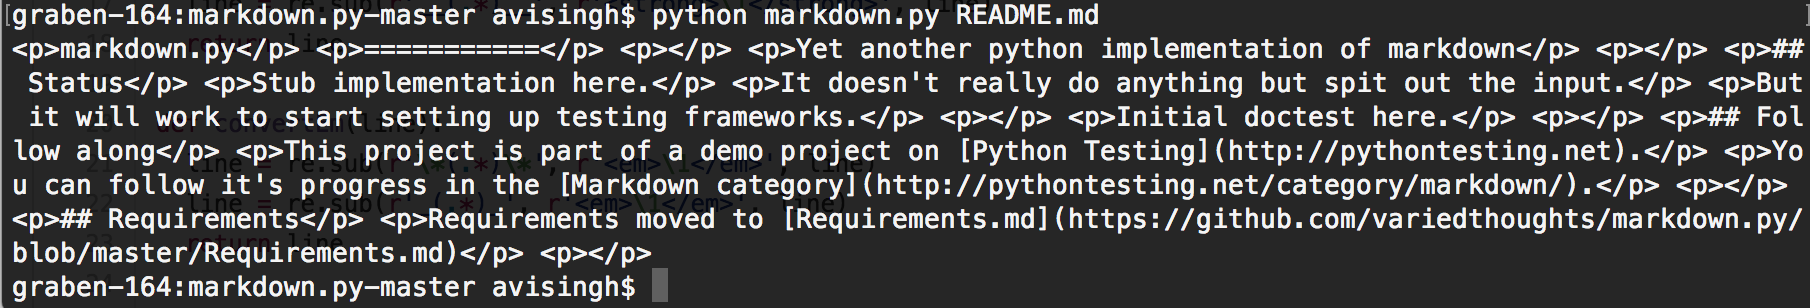 [graben-164:markdown.py-master avisingh$ python markdown.py README.md
<p>markdown.py</p> <p>===========</p> <p></p> <p>Yet another python implementation of markdown</p> <p></p> <p>##
 Status</p> <p>Stub implementation here.</p> <p>It doesn't really do anything but spit out the input.</p> <p>But
 it will work to start setting up testing frameworks.</p> <p></p> <p>Initial doctest here.</p> <p></p> <p>## Fol
low along</p> <p>This project is part of a demo project on [Python Testing](http://pythontesting.net).</p> <p>Yo
u can follow it's progress in the [Markdown category](http://pythontesting.net/category/markdown/).</p> <p></p>
<p>## Requirements</p> <p>Requirements moved to [Requirements.md](https://github.com/variedthoughts/markdown.py/
blob/master/Requirements.md)</p> <p></p>
graben-164:markdown.py-master avisingh$